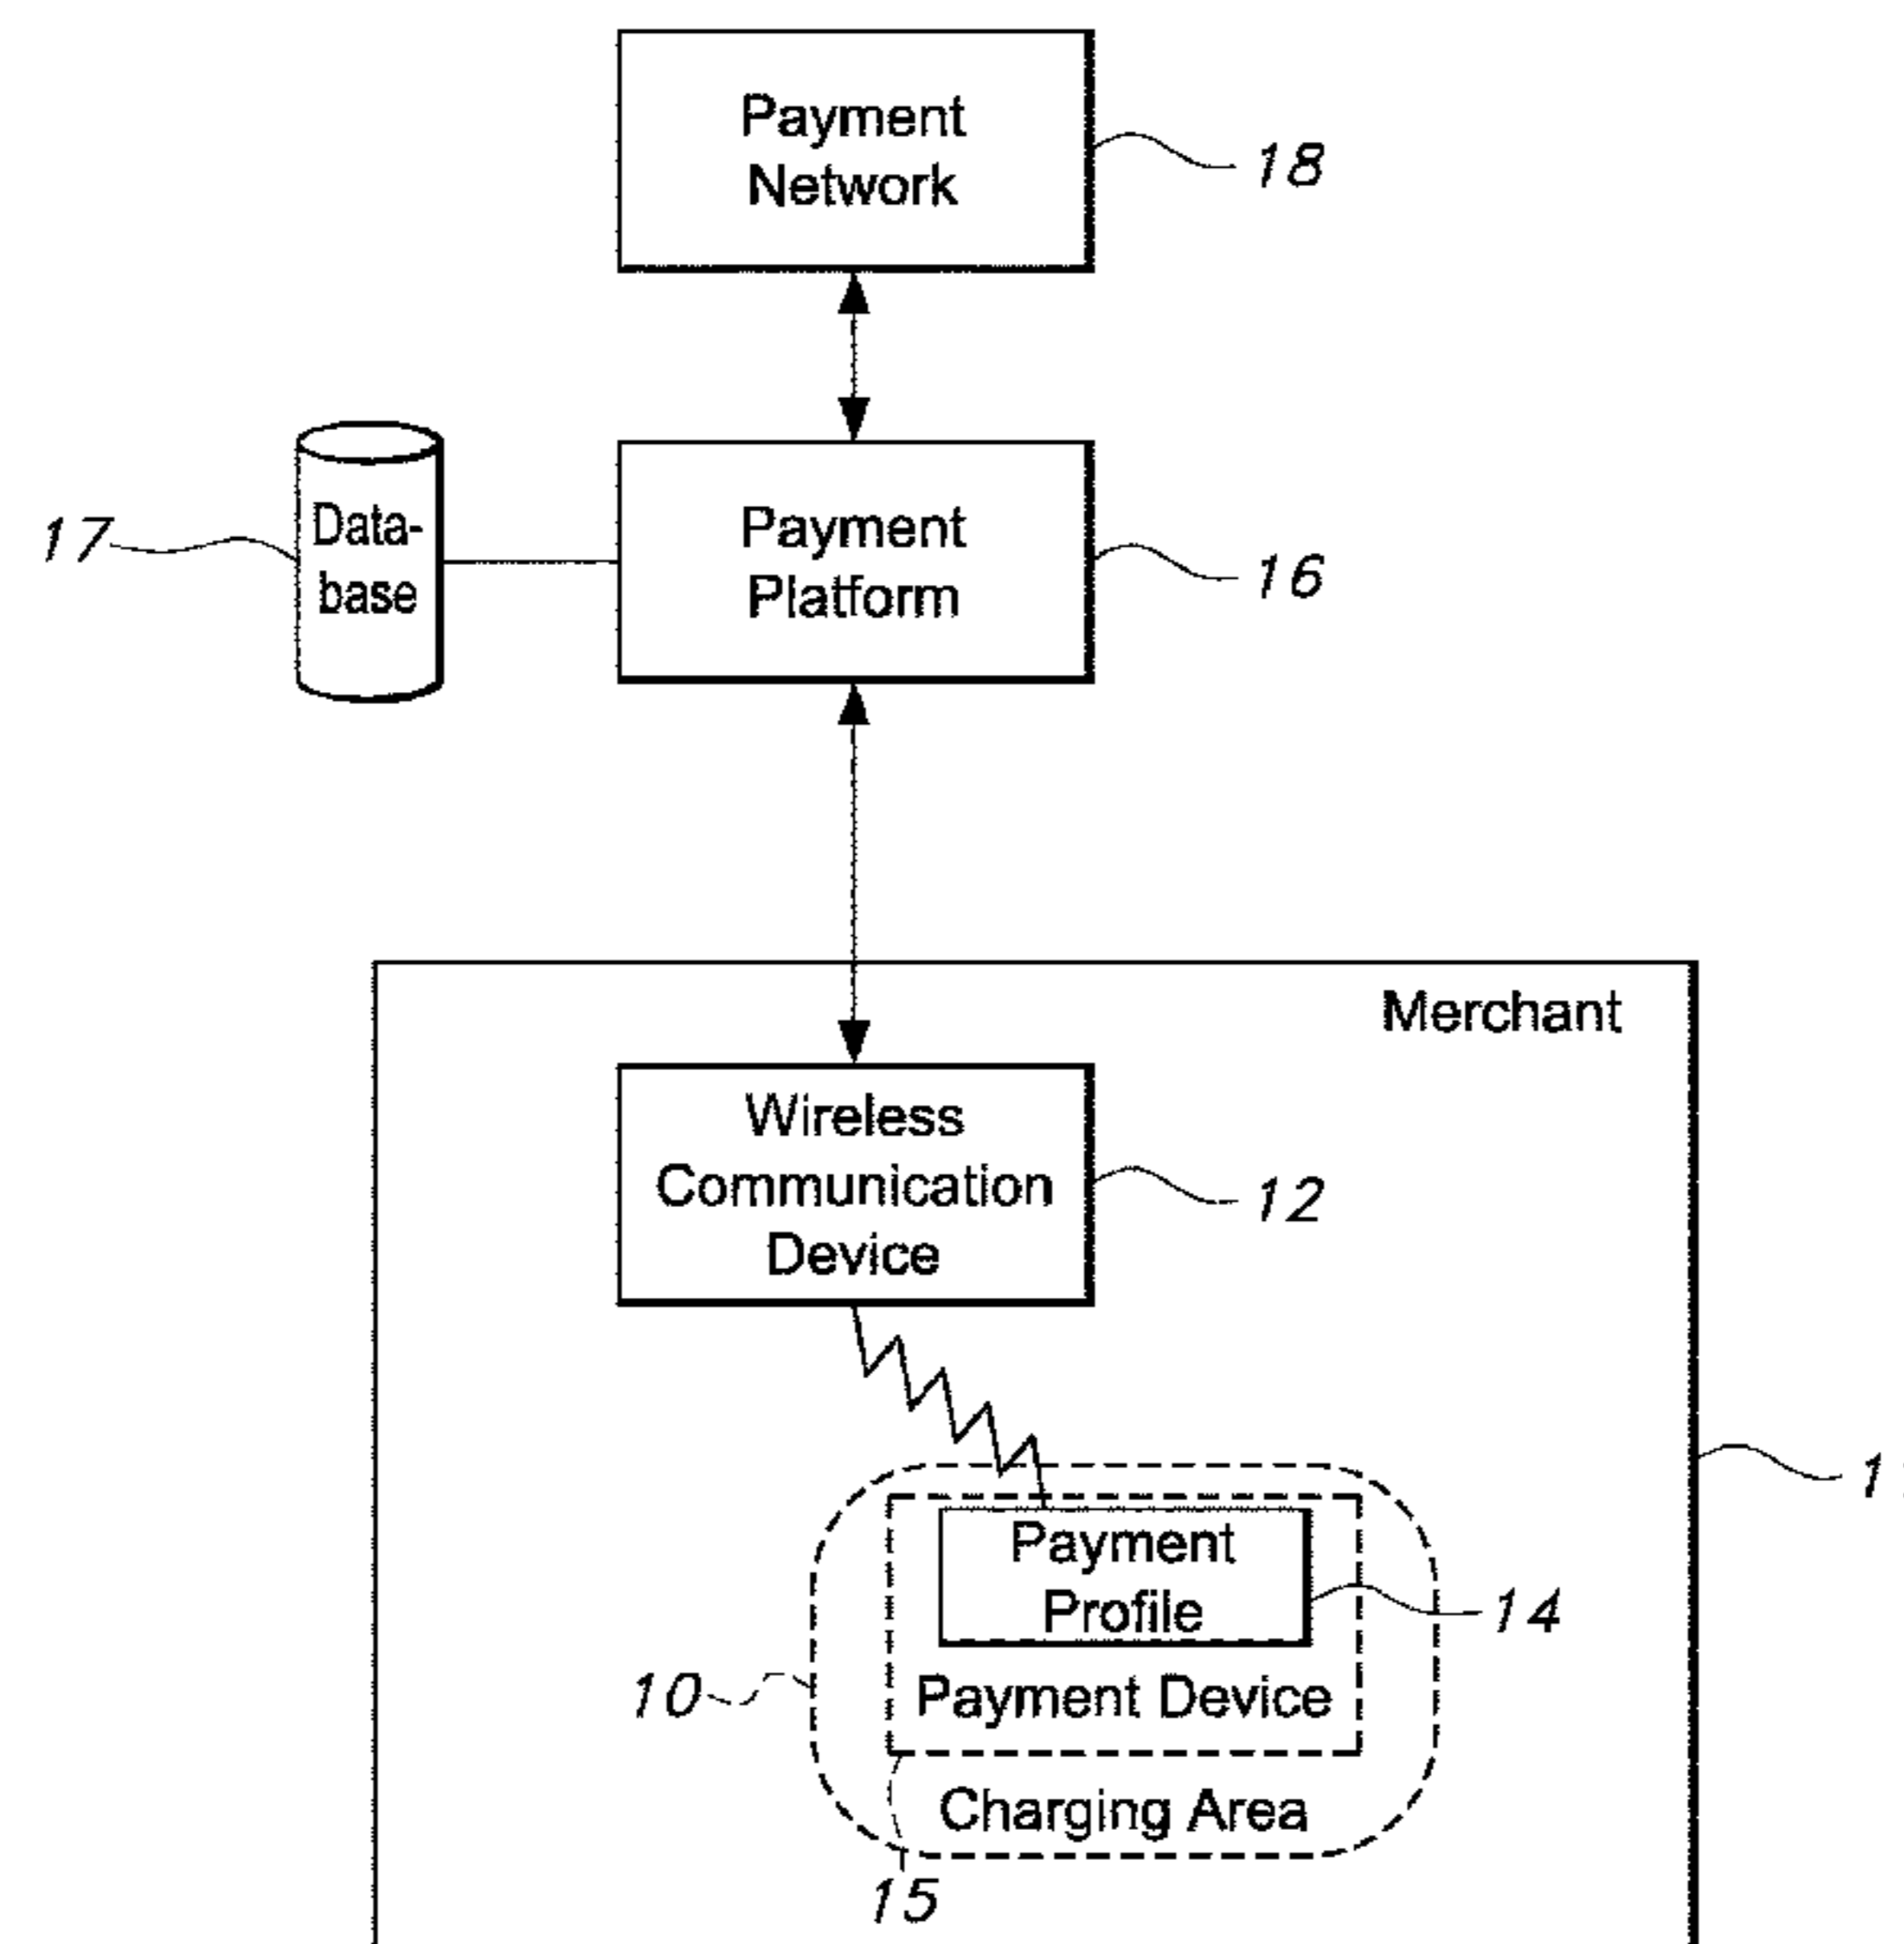 Payment
Network
18
Data-
base
17
Payment
Platform
16
Merchant
Wireless
Communication
Device
12
Payment
Profile
14
10
Payment Device
Charging Area
15